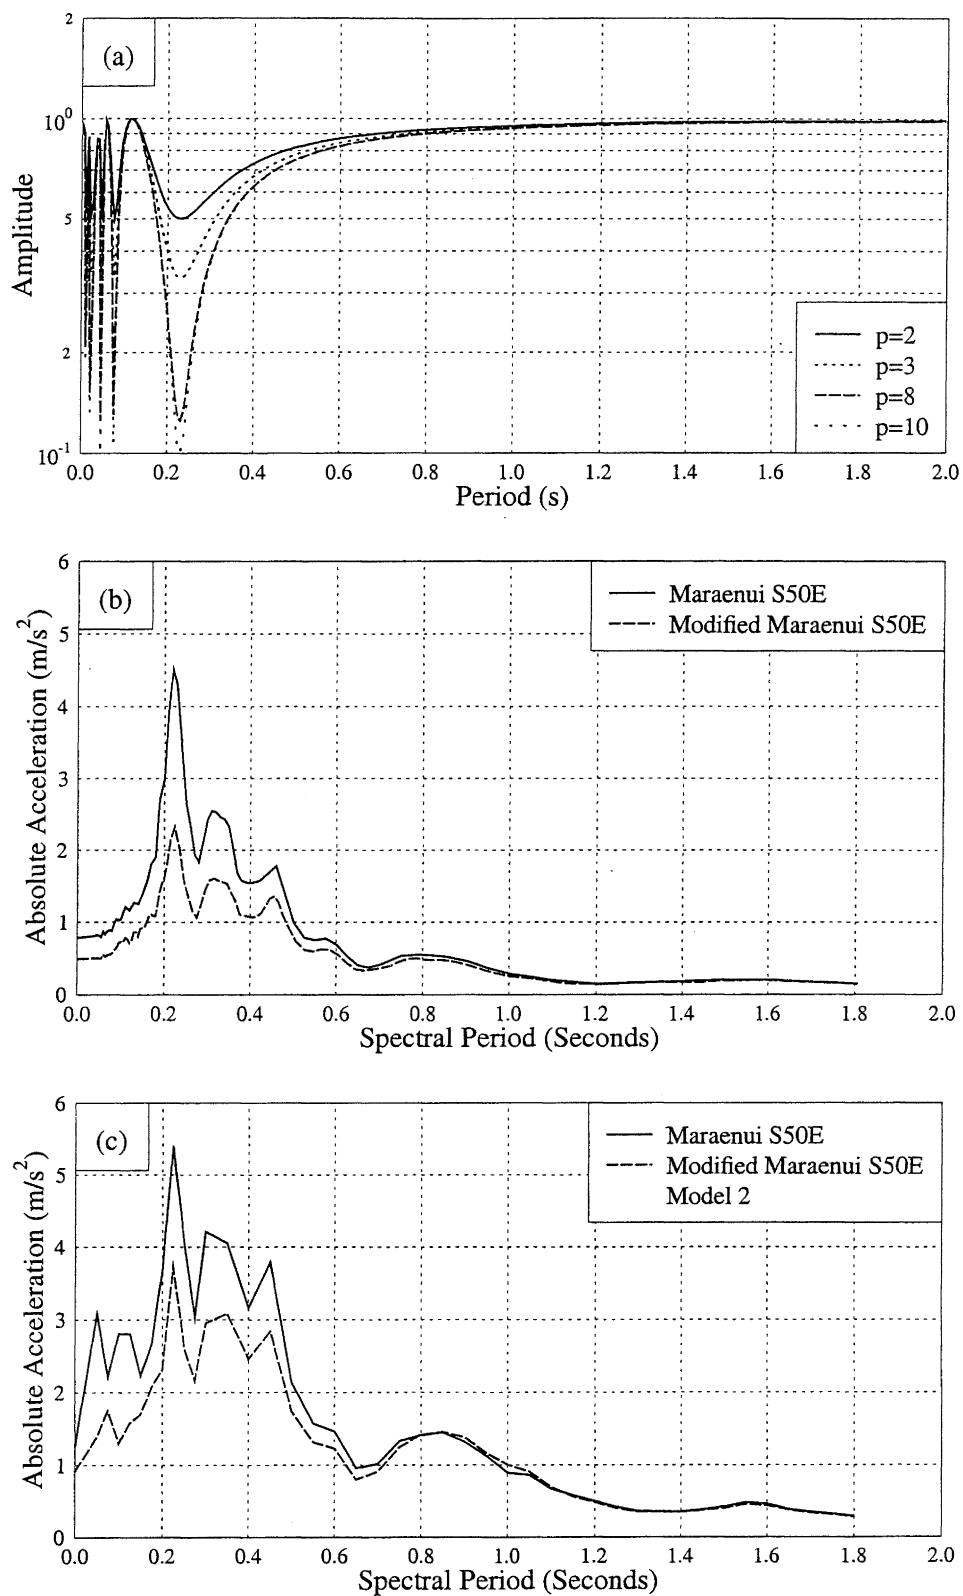 (a)
2
10^0
5
2
10^-1
Amplitude
p=2
p=3
p=8
p=10
0.0 0.2 0.4 0.6 0.8 1.0 1.2 1.4 1.6 1.8 2.0
Period (s)
(b)
6
5
4
3
2
1
0
Absolute Acceleration (m/s^2)
Maraenui S50E
Modified Maraenui S50E
0.0 0.2 0.4 0.6 0.8 1.0 1.2 1.4 1.6 1.8 2.0
Spectral Period (Seconds)
(c)
6
5
4
3
2
1
0
Absolute Acceleration (m/s^2)
Maraenui S50E
Modified Maraenui S50E
Model 2
0.0 0.2 0.4 0.6 0.8 1.0 1.2 1.4 1.6 1.8 2.0
Spectral Period (Seconds)